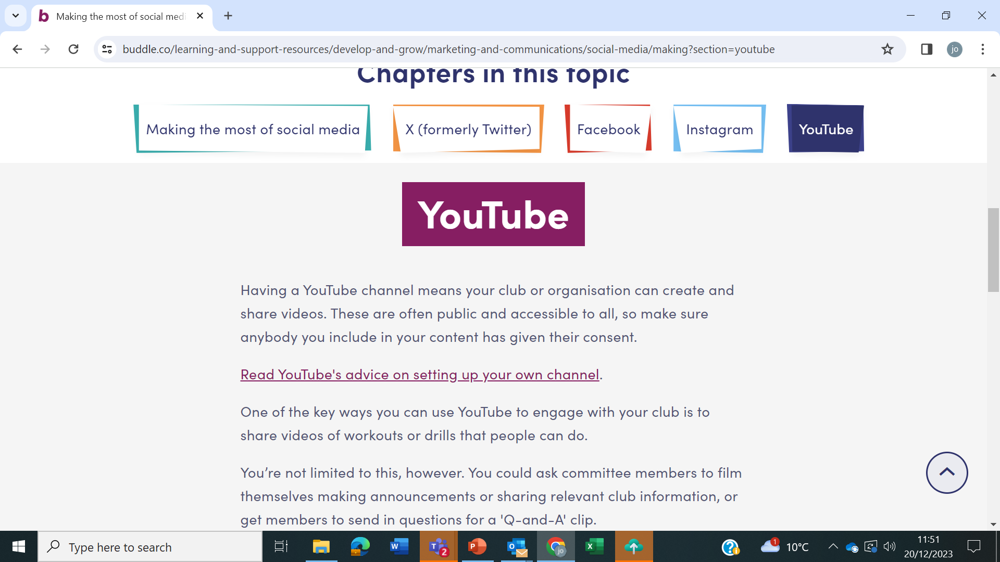 Making the most of social medi
buddle.co/learning-and-support-resources/develop-and-grow/marketing-and-communications/social-media/making?section=youtube
jo
Chapters in this topic
Making the most of social media
X (formerly Twitter)
Facebook
Instagram
YouTube
YouTube
Having a YouTube channel means your club or organisation can create and
share videos. These are often public and accessible to all, so make sure
anybody you include in your content has given their consent.
Read YouTube's advice on setting up your own channel.
One of the key ways you can use YouTube to engage with your club is to
share videos of workouts or drills that people can do.
You’re not limited to this, however. You could ask committee members to film
themselves making announcements or sharing relevant club information, or
get members to send in questions for a 'Q-and-A' clip.
Type here to search
2
jo
1
10°C
11:51
20/12/2023